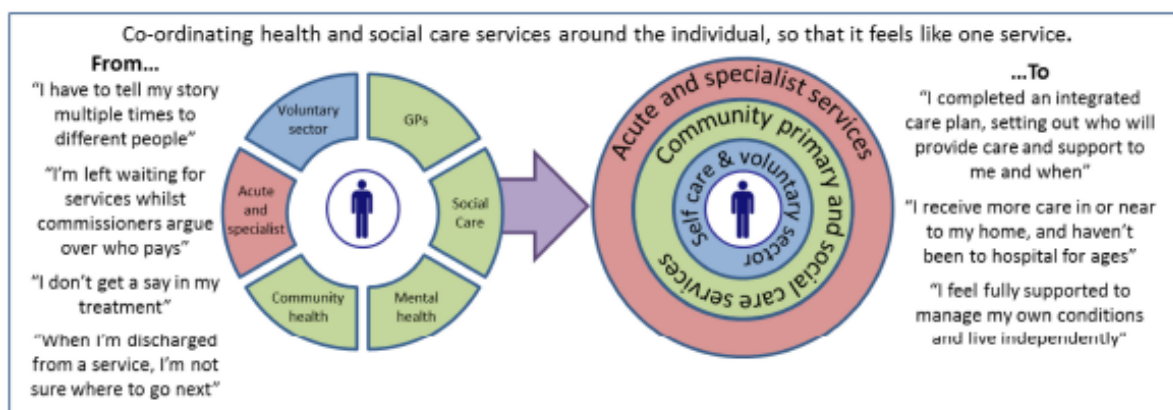 Co-ordinating health and social care services around the individual, so that it feels like one service.
From...
"I have to tell my story
multiple times to
different people"
"I'm left waiting for
services whilst
commissioners argue
over who pays"
"I don't get a say in my
treatment"
"When I'm discharged
from a service, I'm not
sure where to go next"
Voluntary
sector
GPs
Acute
and
specialist
Social
Care
Community
health
Mental
health
Acute and specialist services
Community primary and social care services
Self care & voluntary sector
...To
"I completed an integrated
care plan, setting out who will
provide care and support to
me and when"
"I receive more care in or near
to my home, and haven't
been to hospital for ages"
"I feel fully supported to
manage my own conditions
and live independently"